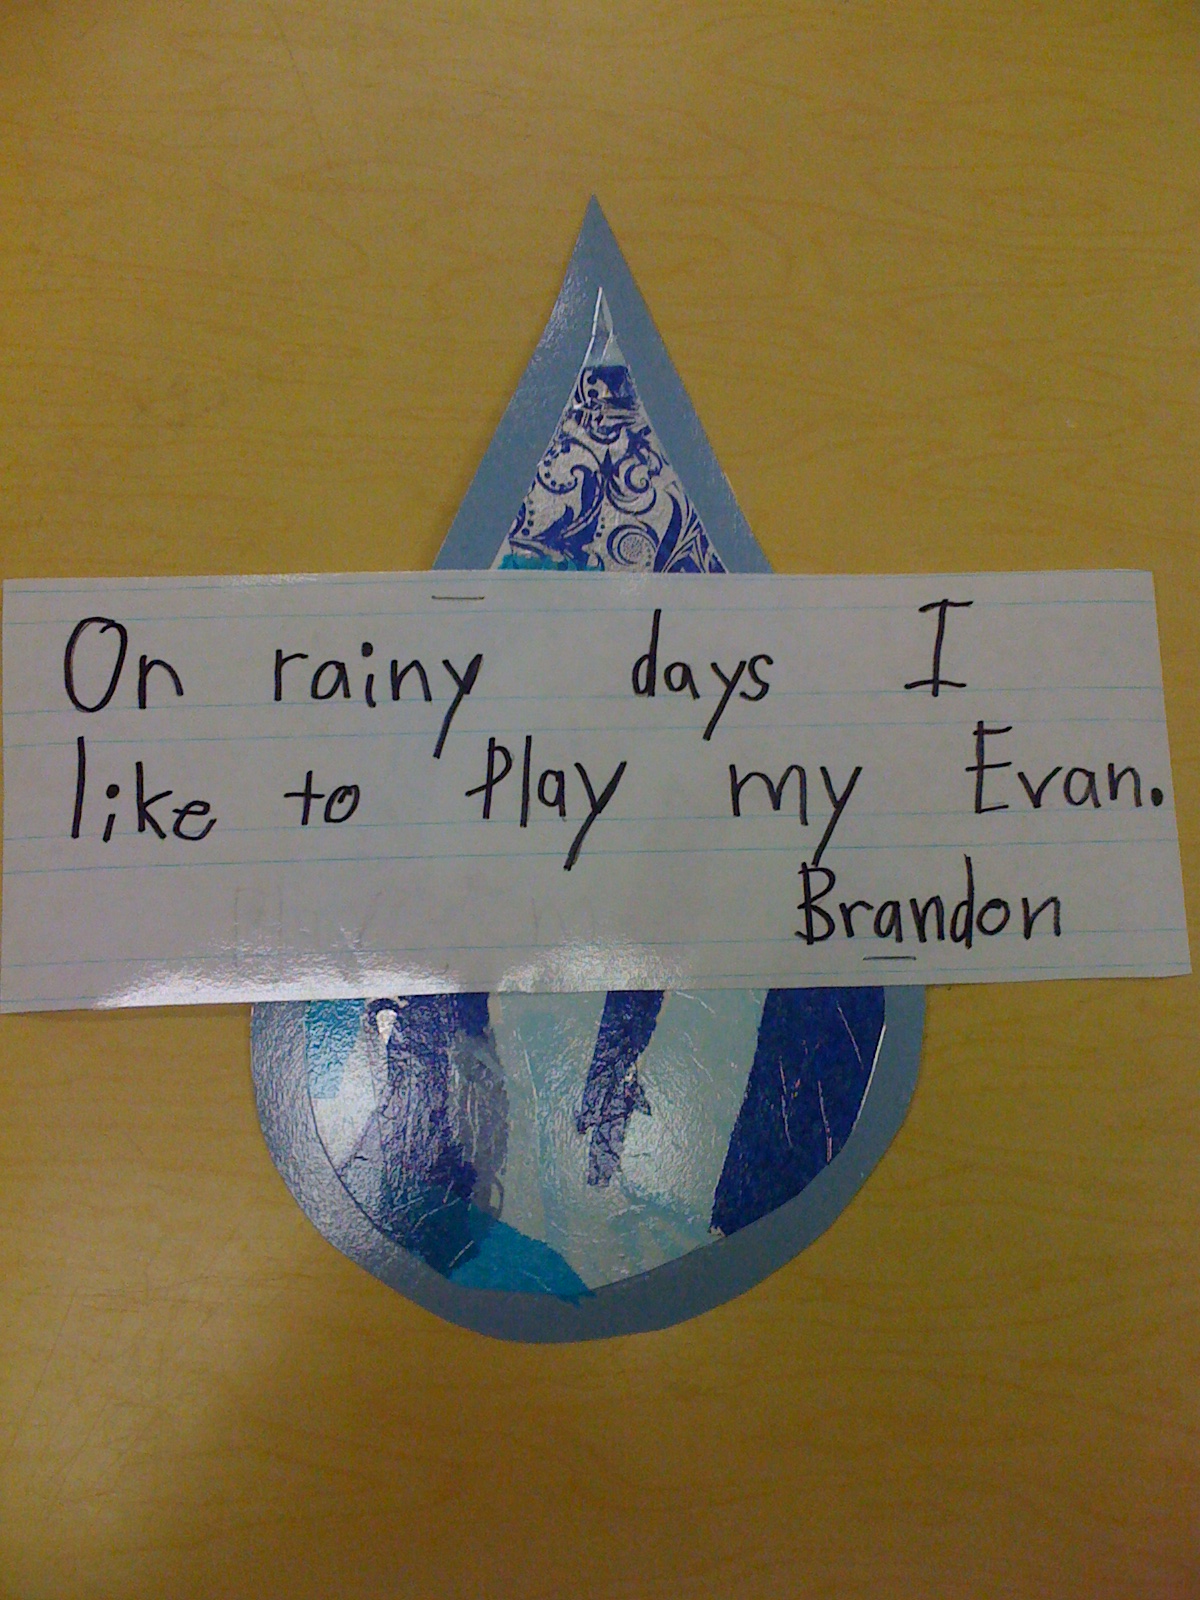 On rainy days I
like to Play my Evan.
Brandon